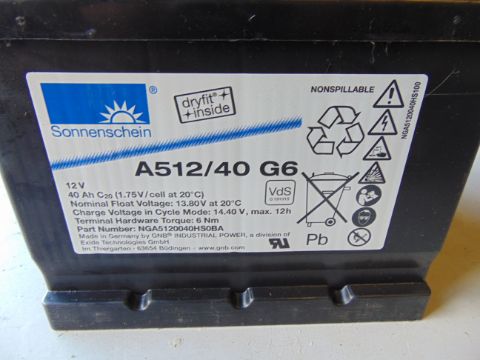 Sonnenschein
®
dryfit®
inside
NONSPILLABLE
NGA5120040HS100
A512/40 G6
12 V
40 Ah C20 (1.75V/cell at 20°C)
Nominal Float Voltage: 13.80V at 20°C
Charge Voltage in Cycle Mode: 14.40 V, max. 12h
Terminal Hardware Torque: 6 Nm
Part Number: NGA5120040HS0BA
Made in Germany by GNB® INDUSTRIAL POWER, a division of
Exide Technologies GmbH
Im Thiergarten - 63654 Büdingen - www.gnb.com
VdS
Pb